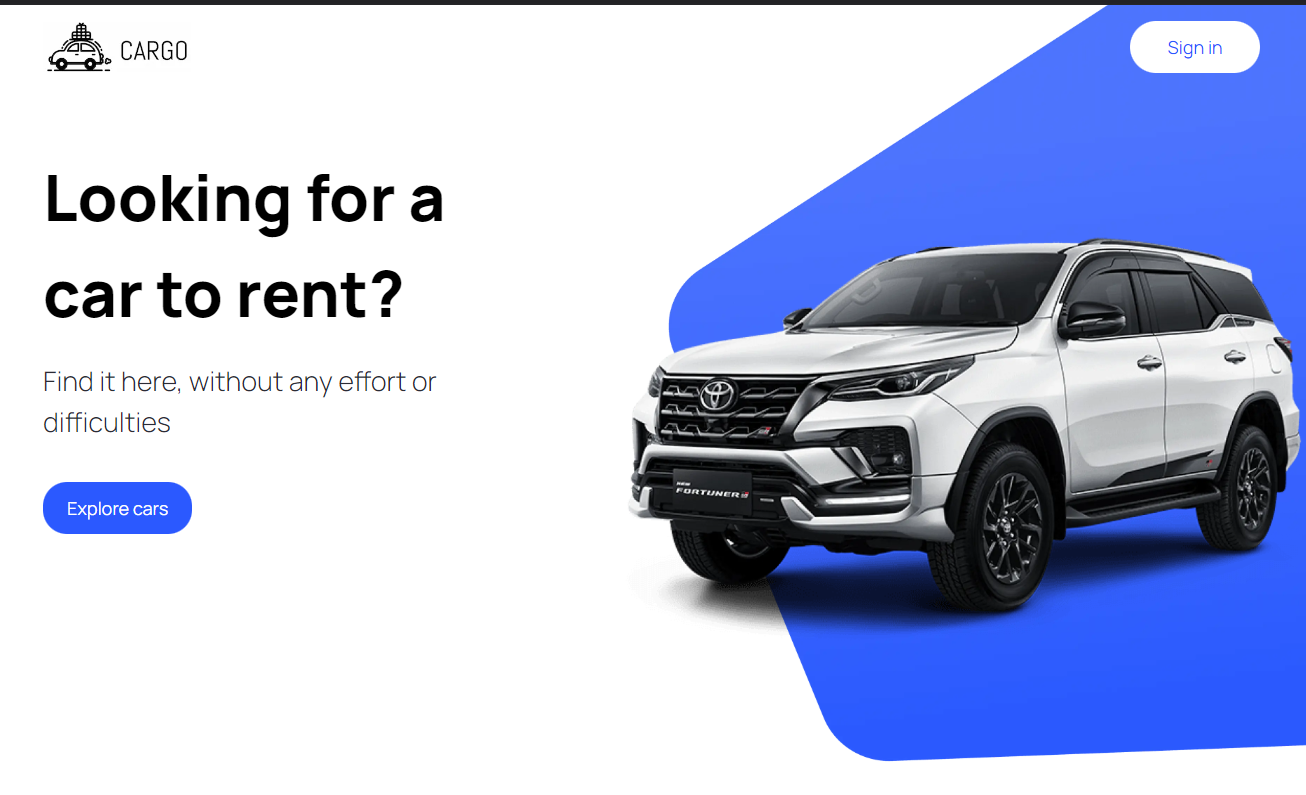 CARGO
Sign in
Looking for a
car to rent?
Find it here, without any effort or
difficulties
Explore cars
NEW
FORTUNER